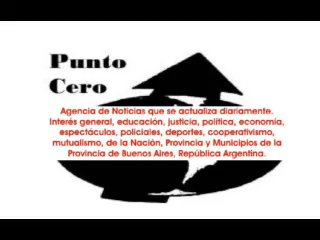 Punto
Cero
Agencia de Noticias que se actualiza diariamente.
Interés general, educación, justicia, política, economía,
espectáculos, policiales, deportes, cooperativismo,
mutualismo, de la Nación, Provincia y Municipios de la
Provincia de Buenos Aires, República Argentina.